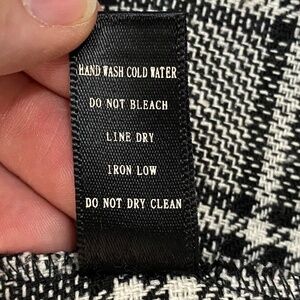 HAND WASH COLD WATER
DO NOT BLEACH
LINE DRY
IRON LOW
DO NOT DRY CLEAN